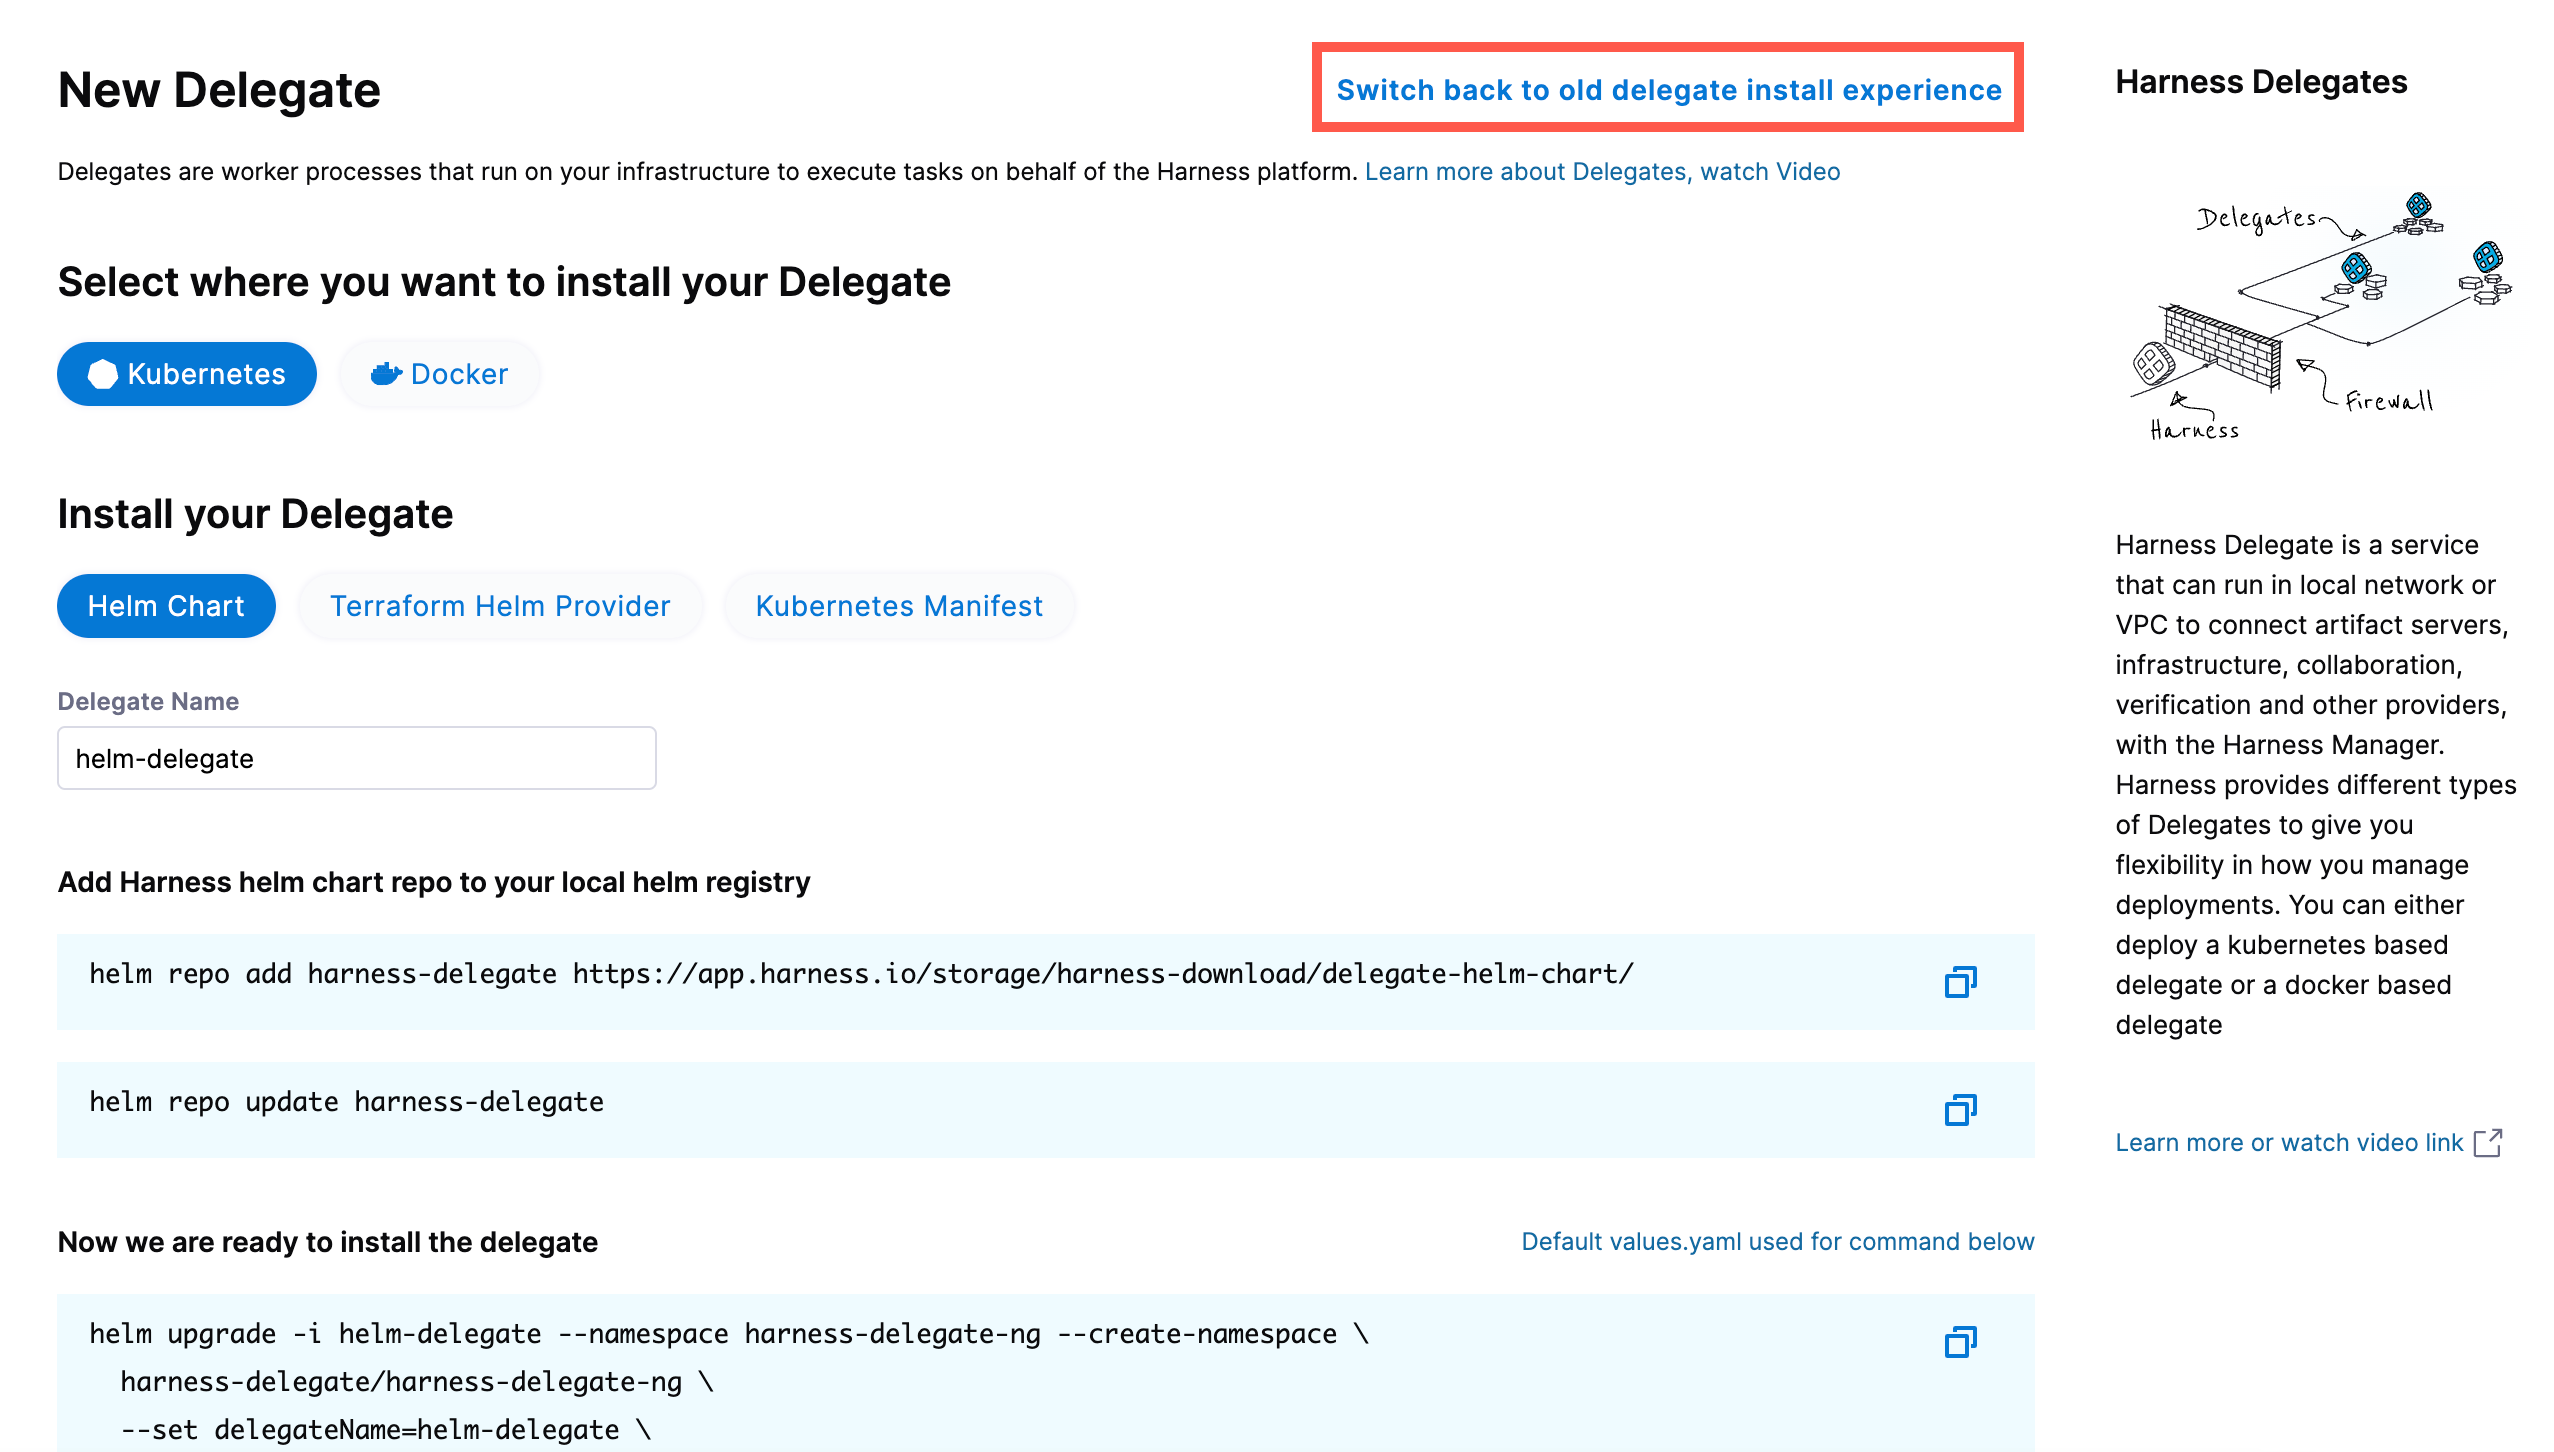 New Delegate
Switch back to old delegate install experience
Delegates are worker processes that run on your infrastructure to execute tasks on behalf of the Harness platform. Learn more about Delegates, watch Video
Select where you want to install your Delegate
Kubernetes
Docker
Install your Delegate
Helm Chart
Terraform Helm Provider
Kubernetes Manifest
Delegate Name
helm-delegate
Add Harness helm chart repo to your local helm registry
helm repo add harness-delegate https://app.harness.io/storage/harness-download/delegate-helm-chart/
helm repo update harness-delegate
Now we are ready to install the delegate
Default values.yaml used for command below
helm upgrade -i helm-delegate --namespace harness-delegate-ng --create-namespace \
harness-delegate/harness-delegate-ng \
--set delegateName=helm-delegate \
Harness Delegates
Delegates
Firewall
Harness
Harness Delegate is a service
that can run in local network or
VPC to connect artifact servers,
infrastructure, collaboration,
verification and other providers,
with the Harness Manager.
Harness provides different types
of Delegates to give you
flexibility in how you manage
deployments. You can either
deploy a kubernetes based
delegate or a docker based
delegate
Learn more or watch video link